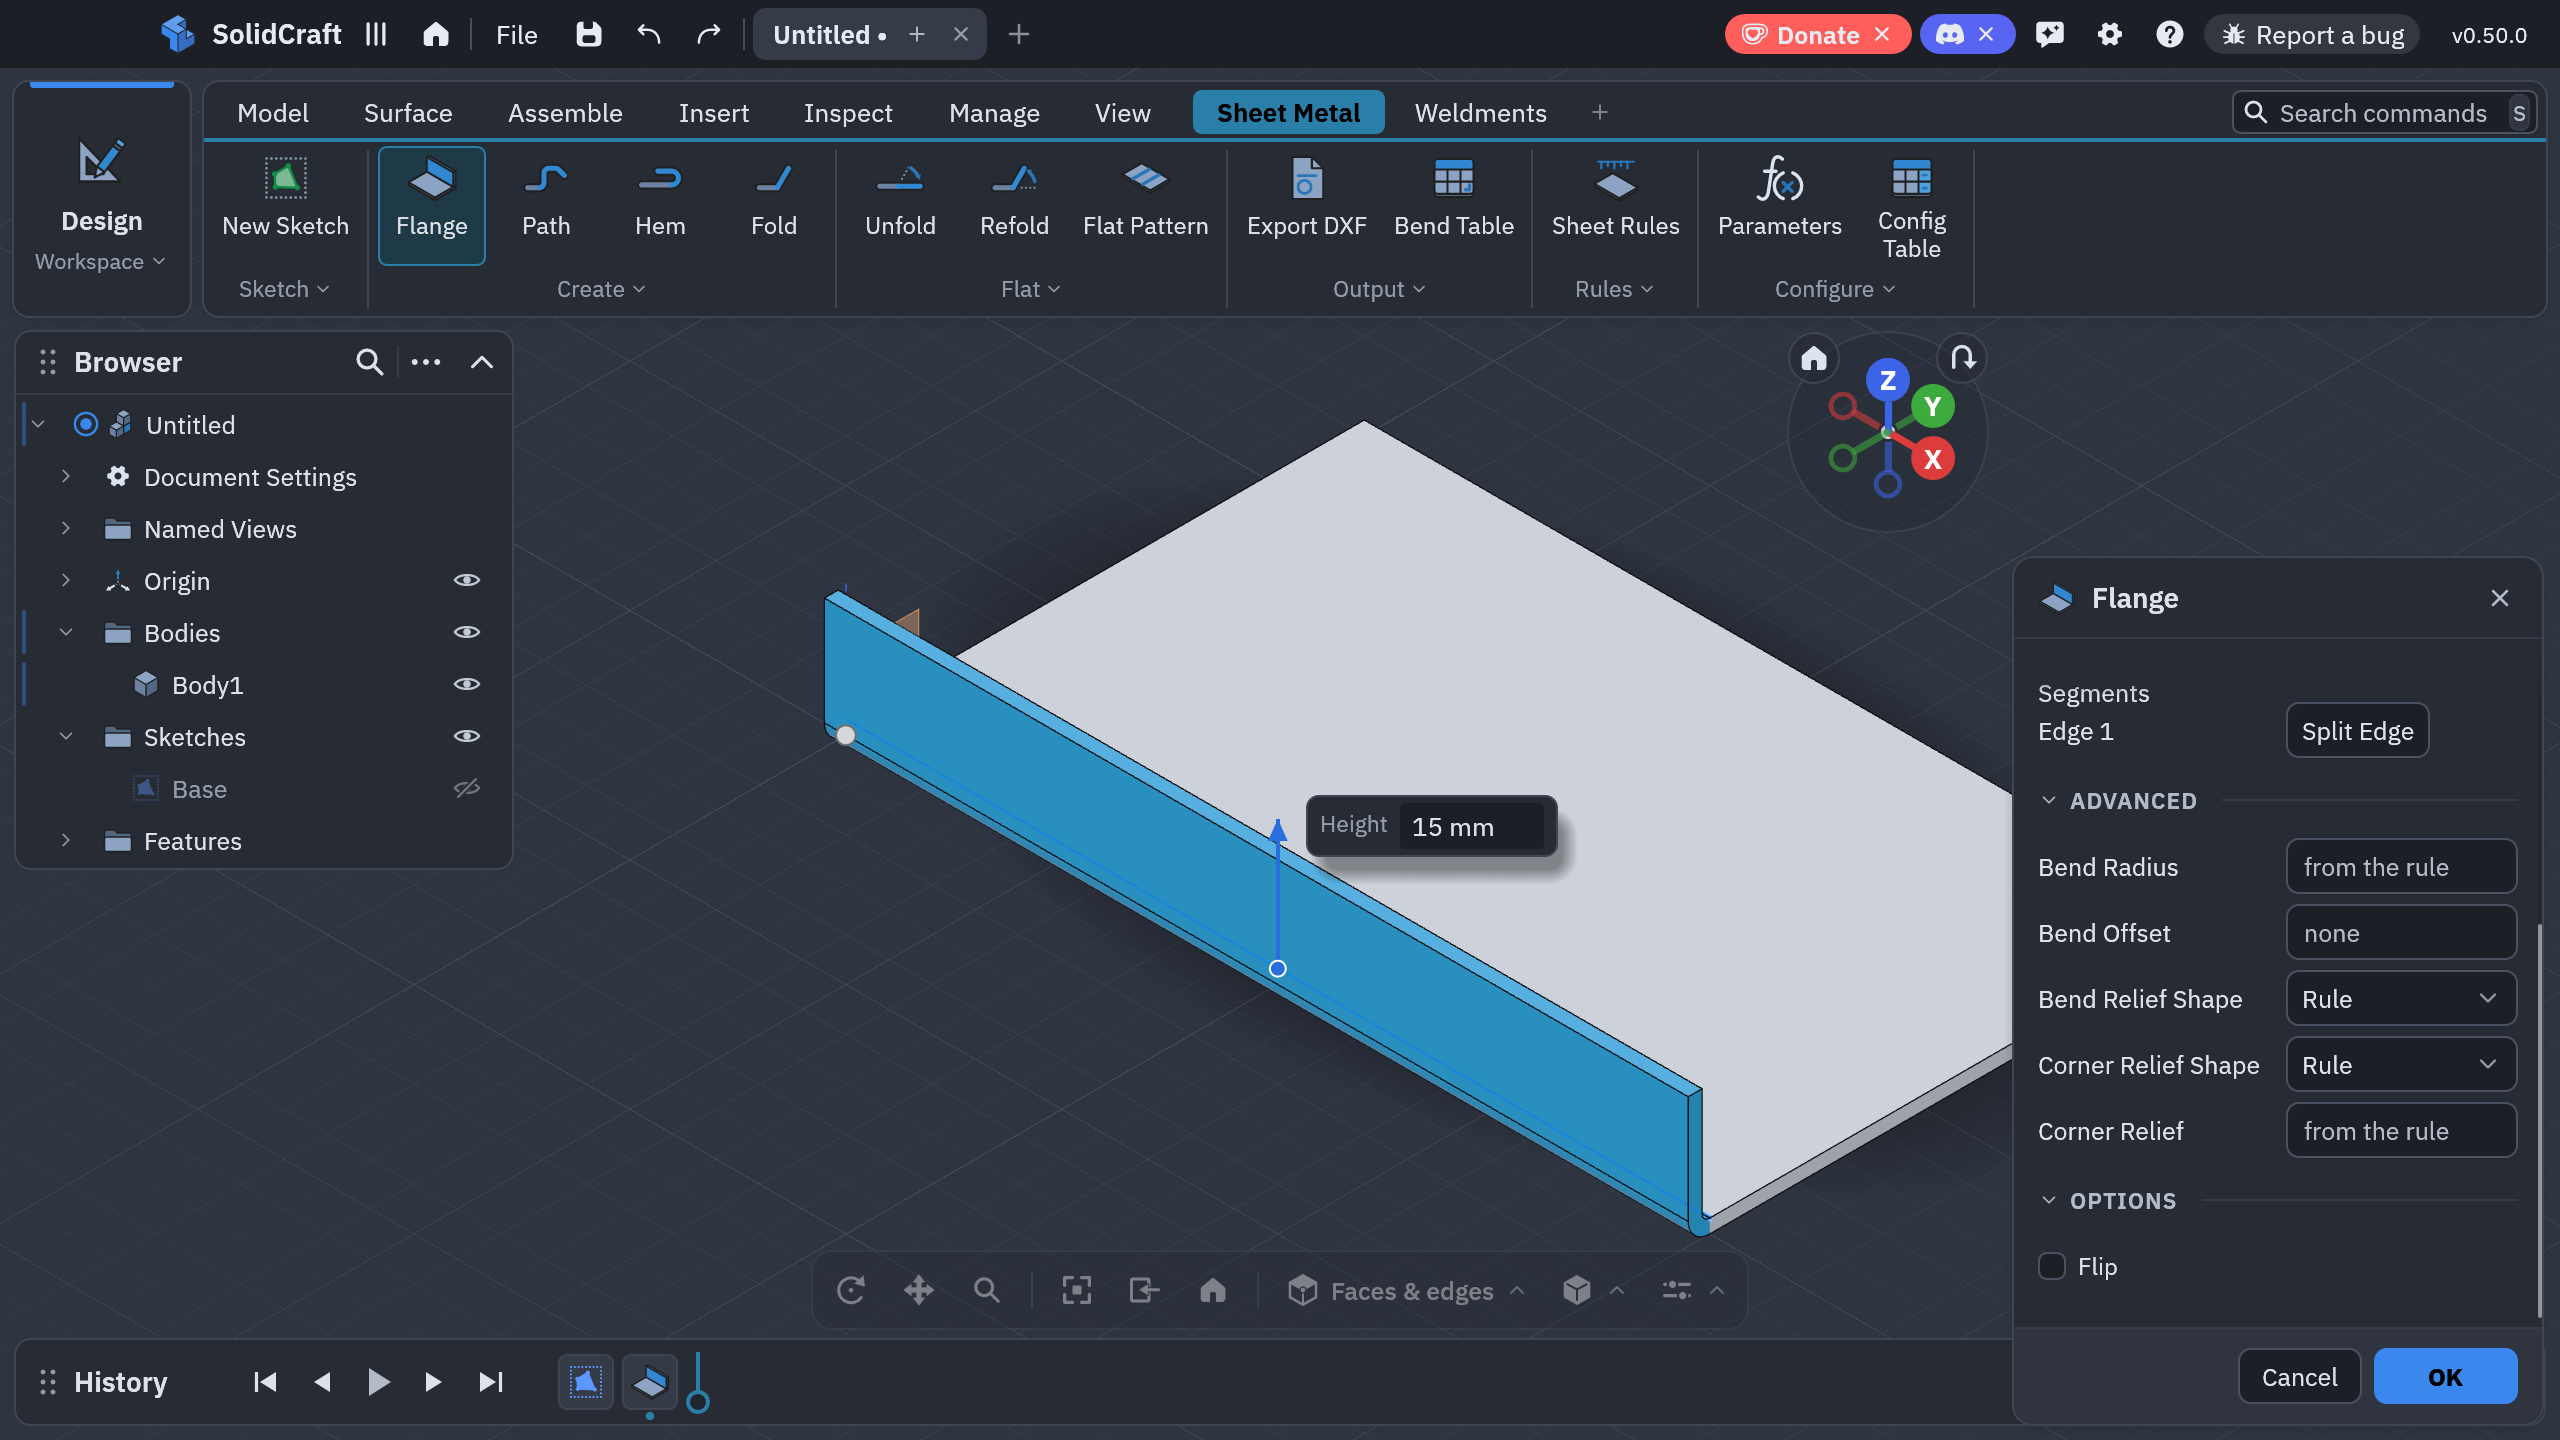 SolidCraft
File
Untitled •
Donate
Report a bug
v0.50.0
Design
Workspace
Model
Surface
Assemble
Insert
Inspect
Manage
View
Sheet Metal
Weldments
Search commands
S
New Sketch
Flange
Path
Hem
Fold
Unfold
Refold
Flat Pattern
Export DXF
Bend Table
Sheet Rules
Parameters
Config
Table
Sketch
Create
Flat
Output
Rules
Configure
Browser
Untitled
Document Settings
Named Views
Origin
Bodies
Body1
Sketches
Base
Features
Z
Y
X
Height 15 mm
Flange
Segments
Edge 1
Split Edge
ADVANCED
Bend Radius
from the rule
Bend Offset
none
Bend Relief Shape
Rule
Corner Relief Shape
Rule
Corner Relief
from the rule
OPTIONS
Flip
Cancel
OK
Faces & edges
History